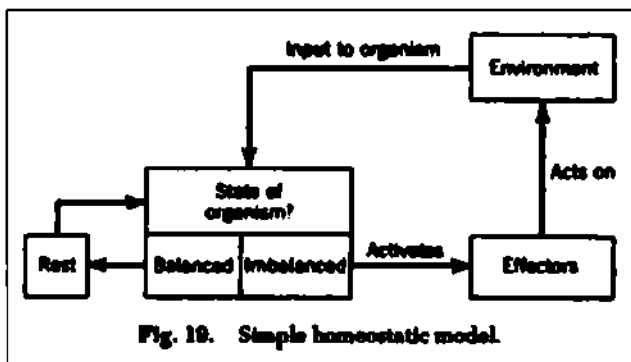 Input to organism
Environment
State of
organism?
Acts on
Rest
Balanced
Imbalanced
Activates
Effectors
Fig. 19. Simple homeostatic model.